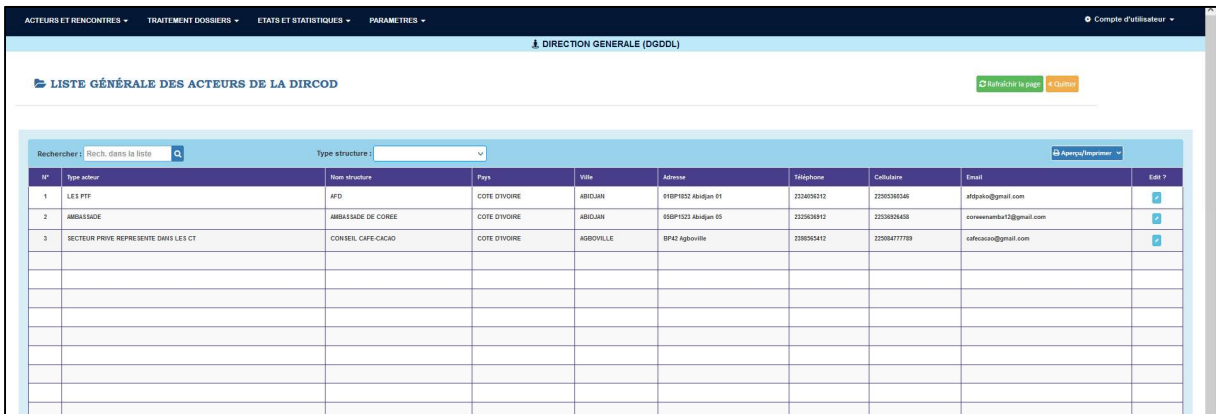 ACTEURS ET RENCONTRES TRAITEMENT DOSSIERS ETATS ET STATISTIQUES PARAMETRES Compte d'utilisateur
DIRECTION GENERALE (DGDDL)
LISTE GÉNÉRALE DES ACTEURS DE LA DIRCOD Rafraîchir la page × Quitter
Rechercher : Rech. dans la liste Type structure : Aperçu/Imprimer
N° Type acteur Nom structure Pays Ville Adresse Téléphone Cellulaire Email Edit ?
1 LES PTF AFD COTE D'IVOIRE ABIDJAN 01BP1852 Abidjan 01 2224056312 22505360346 afdpako@gmail.com
2 AMBASSADE AMBASSADE DE COREE COTE D'IVOIRE ABIDJAN 05BP1523 Abidjan 05 2325636912 22536926458 coreeenamba12@gmail.com
3 SECTEUR PRIVE REPRESENTE DANS LES CT CONSEIL CAFE-CACAO COTE D'IVOIRE AGBOVILLE BP42 Agboville 2398565412 225084777789 cafecacao@gmail.com